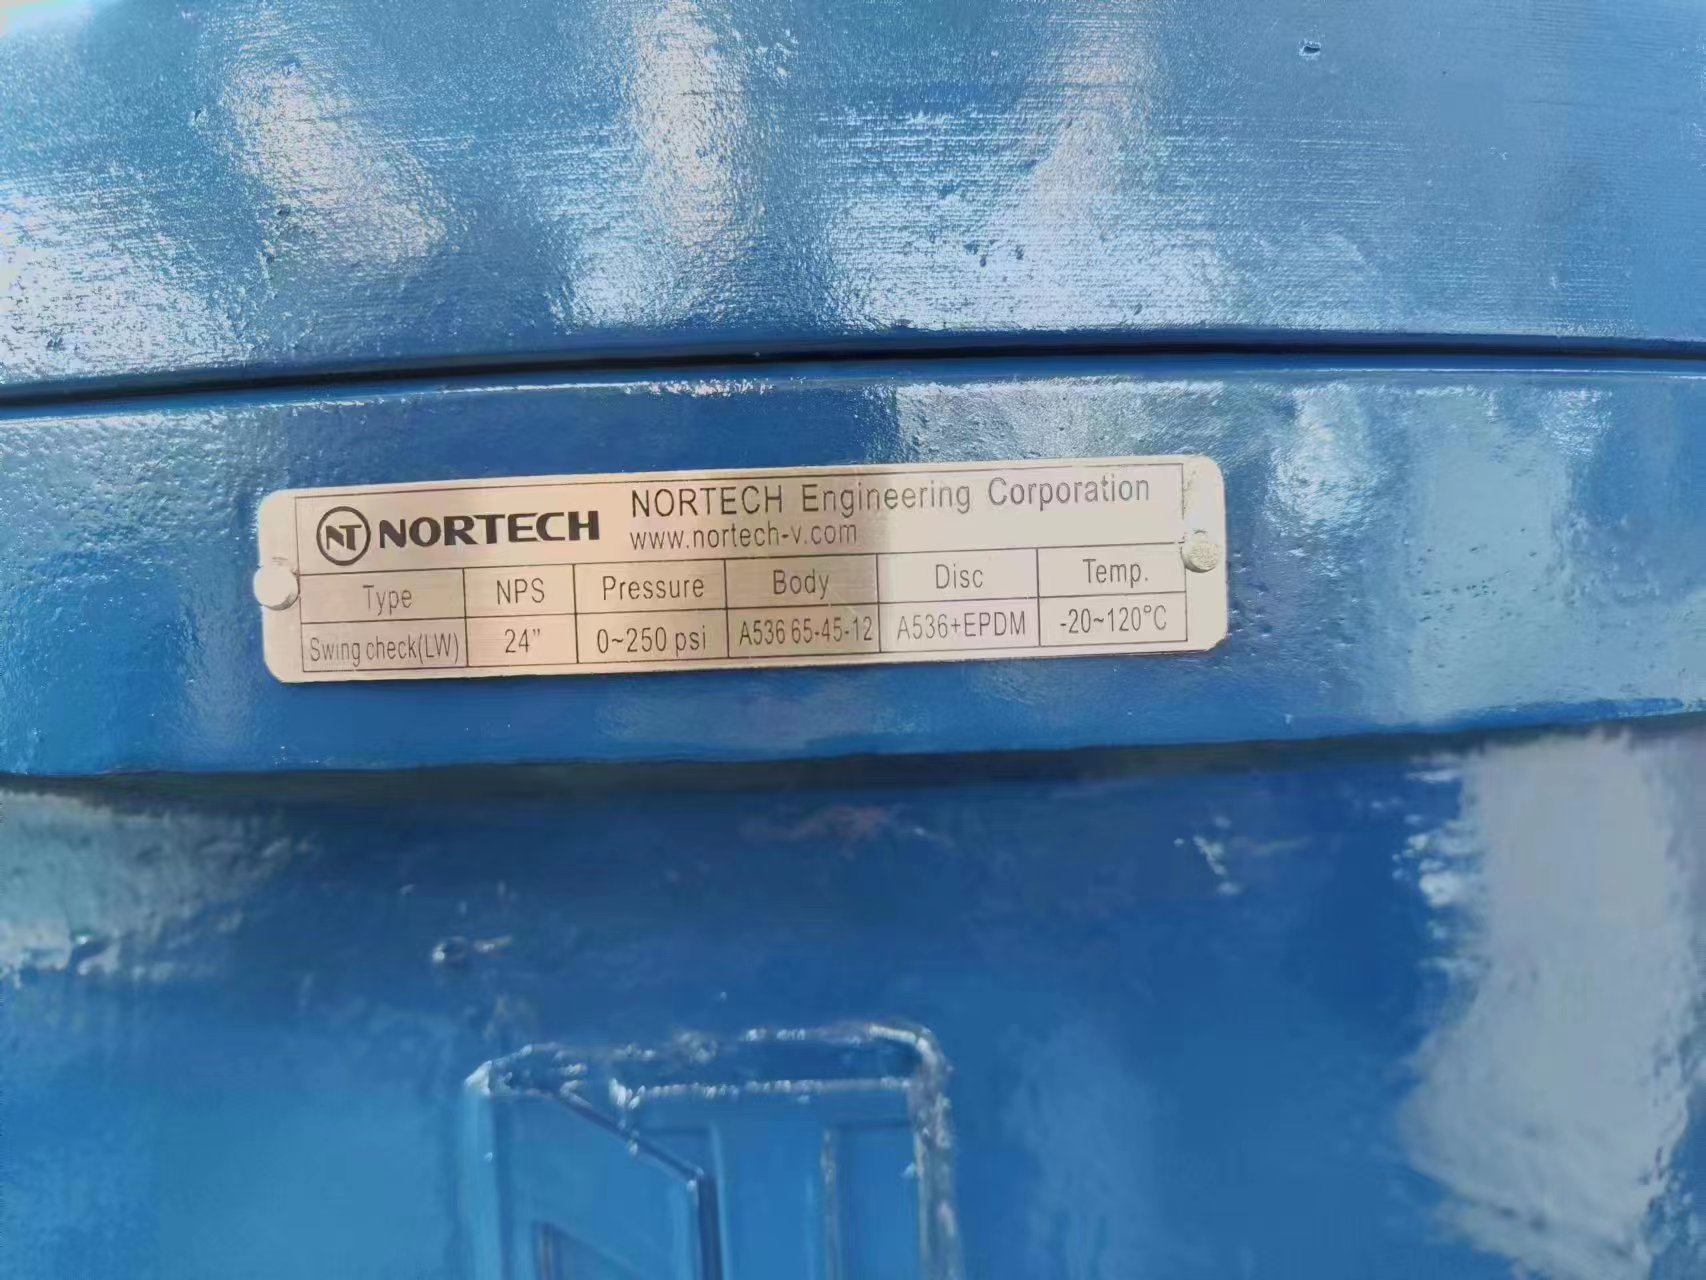 NT NORTECH NORTECH Engineering Corporation
www.nortech-v.com
Type NPS Pressure Body Disc Temp.
Swing check(LW) 24” 0~250 psi A536 65-45-12 A536+EPDM -20~120°C